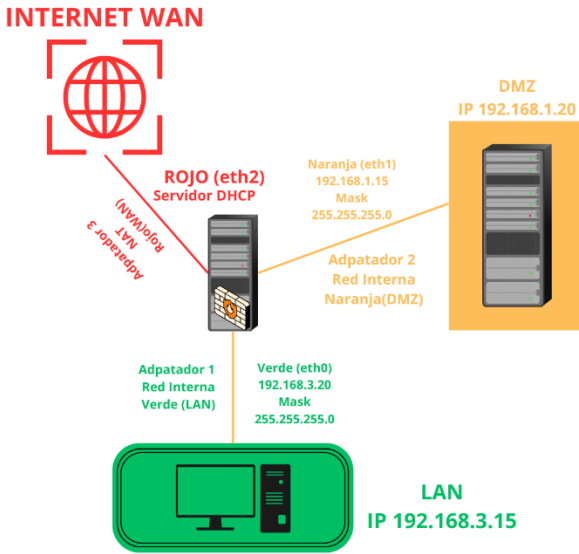 INTERNET WAN
DMZ
IP 192.168.1.20
ROJO (eth2)
Servidor DHCP
Naranja (eth1)
192.168.1.15
Mask
255.255.255.0
Rojo(WAN)
NAT
Adpatador 3
Adpatador 2
Red Interna
Naranja(DMZ)
Adpatador 1
Red Interna
Verde (LAN)
Verde (eth0)
192.168.3.20
Mask
255.255.255.0
LAN
IP 192.168.3.15